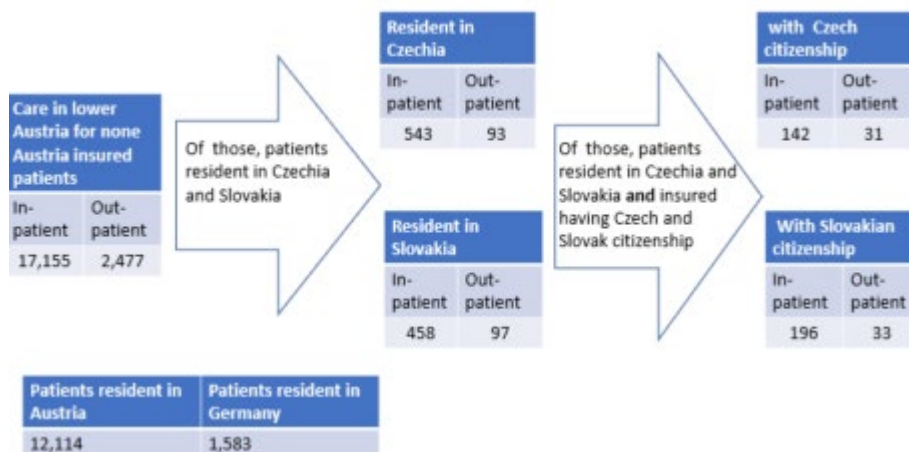 Care in lower
Austria for none
Austria insured
patients
In-
patient
Out-
patient
17,155
2,477
Of those, patients
resident in Czechia
and Slovakia
Resident in
Czechia
In-
patient
Out-
patient
543
93
Resident in
Slovakia
In-
patient
Out-
patient
458
97
Of those, patients
resident in Czechia and
Slovakia and insured
having Czech and
Slovak citizenship
with Czech
citizenship
In-
patient
Out-
patient
142
31
With Slovakian
citizenship
In-
patient
Out-
patient
196
33
Patients resident in
Austria
Patients resident in
Germany
12,114
1,583